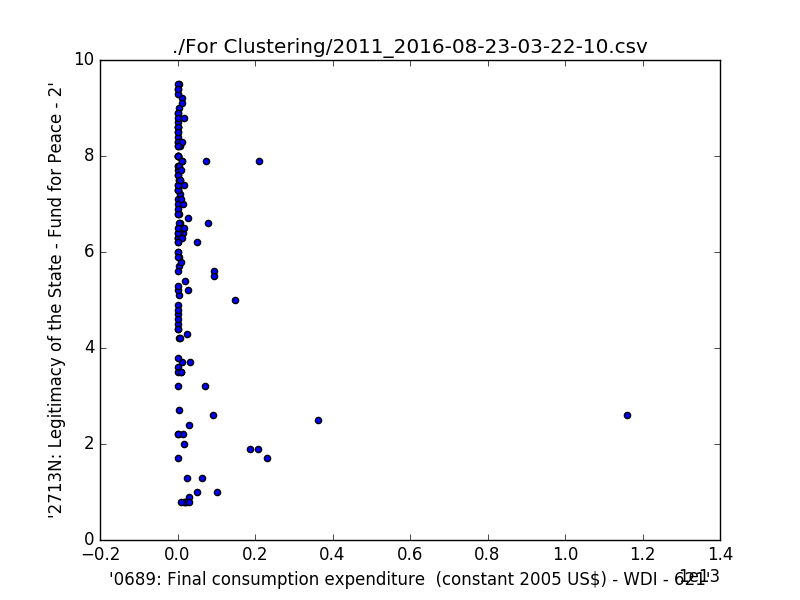 ./For Clustering/2011_2016-08-23-03-22-10.csv
10
8
6
4
2
0
'2713N: Legitimacy of the State - Fund for Peace - 2'
−0.2 0.0 0.2 0.4 0.6 0.8 1.0 1.2 1.4
1e13
'0689: Final consumption expenditure (constant 2005 US$) - WDI - 621'